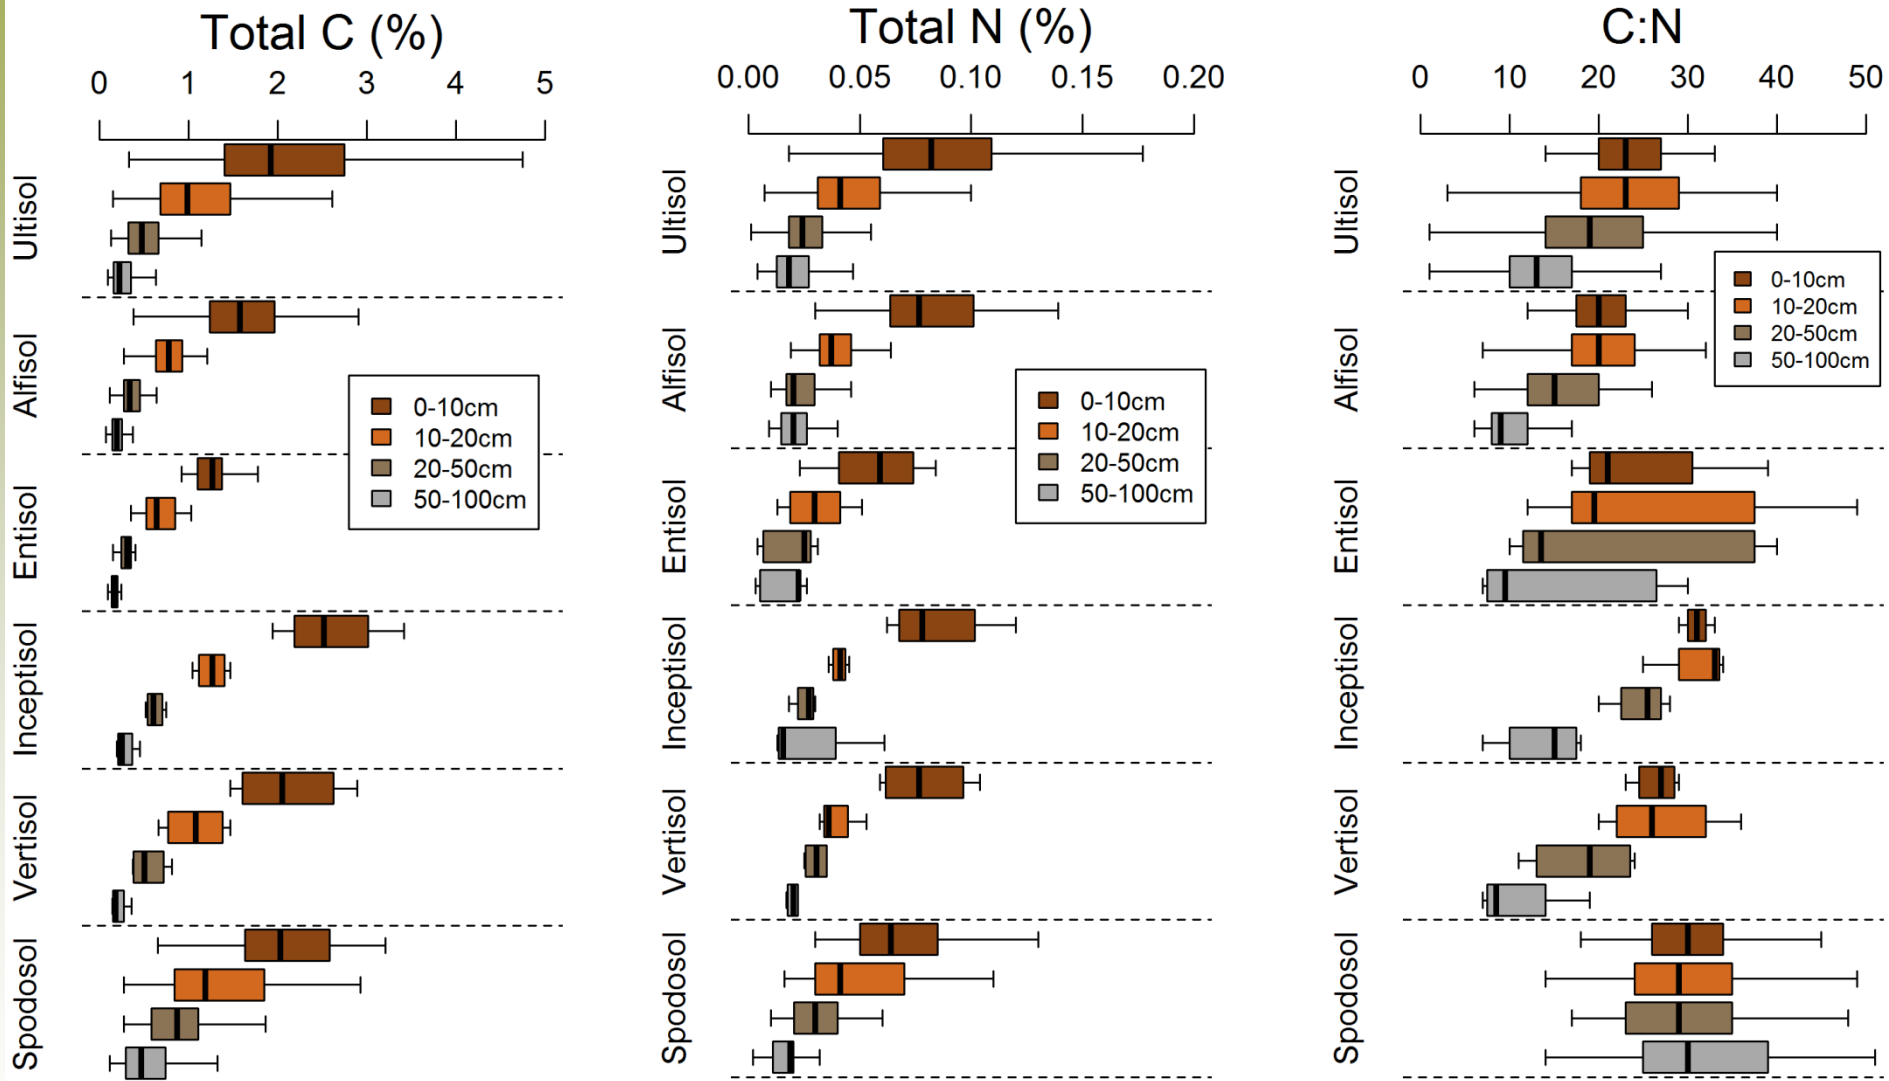 Total C (%)
0 1 2 3 4 5
Ultisol
Alfisol
Entisol
Inceptisol
Vertisol
Spodosol
0-10cm
10-20cm
20-50cm
50-100cm
Total N (%)
0.00 0.05 0.10 0.15 0.20
Ultisol
Alfisol
Entisol
Inceptisol
Vertisol
Spodosol
0-10cm
10-20cm
20-50cm
50-100cm
C:N
0 10 20 30 40 50
Ultisol
Alfisol
Entisol
Inceptisol
Vertisol
Spodosol
0-10cm
10-20cm
20-50cm
50-100cm